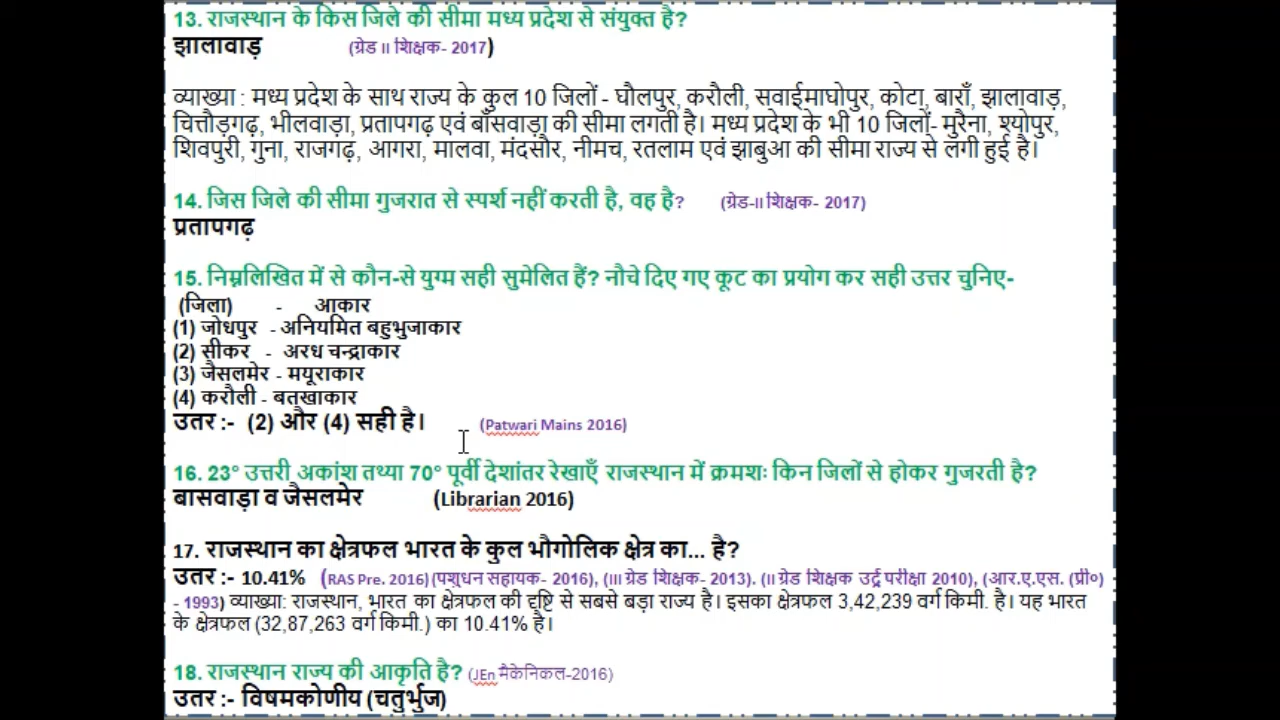 13. राजस्थान के किस जिले की सीमा मध्य प्रदेश से संयुक्त है?
झालावाड़ (ग्रेड II शिक्षक- 2017)
व्याख्या : मध्य प्रदेश के साथ राज्य के कुल 10 जिलों - घौलपुर, करौली, सवाईमाघोपुर, कोटा, बाराँ, झालावाड़,
चित्तौड़गढ़, भीलवाड़ा, प्रतापगढ़ एवं बाँसवाड़ा की सीमा लगती है। मध्य प्रदेश के भी 10 जिलों- मुरैना, श्योपुर,
शिवपुरी, गुना, राजगढ़, आगरा, मालवा, मंदसौर, नीमच, रतलाम एवं झाबुआ की सीमा राज्य से लगी हुई है।
14. जिस जिले की सीमा गुजरात से स्पर्श नहीं करती है, वह है? (ग्रेड-II शिक्षक- 2017)
प्रतापगढ़
15. निम्नलिखित में से कौन-से युग्म सही सुमेलित हैं? नौचे दिए गए कूट का प्रयोग कर सही उत्तर चुनिए-
(जिला) - आकार
(1) जोधपुर - अनियमित बहुभुजाकार
(2) सीकर - अरध चन्द्राकार
(3) जैसलमेर - मयूराकार
(4) करौली - बतखाकार
उतर :- (2) और (4) सही है। (Patwari Mains 2016)
16. 23° उत्तरी अकांश तथ्या 70° पूर्वी देशांतर रेखाएँ राजस्थान में क्रमशः किन जिलों से होकर गुजरती है?
बासवाड़ा व जैसलमेर (Librarian 2016)
17. राजस्थान का क्षेत्रफल भारत के कुल भौगोलिक क्षेत्र का... है?
उतर :- 10.41% (RAS Pre. 2016) (पशुधन सहायक- 2016), (III ग्रेड शिक्षक- 2013). (II ग्रेड शिक्षक उर्दू परीक्षा 2010), (आर.ए.एस. (प्री०)
- 1993) व्याख्या: राजस्थान, भारत का क्षेत्रफल की दृष्टि से सबसे बड़ा राज्य है। इसका क्षेत्रफल 3,42,239 वर्ग किमी. है। यह भारत
के क्षेत्रफल (32,87,263 वर्ग किमी.) का 10.41% है।
18. राजस्थान राज्य की आकृति है? (JEn मैकेनिकल-2016)
उतर :- विषमकोणीय (चतुर्भुज)